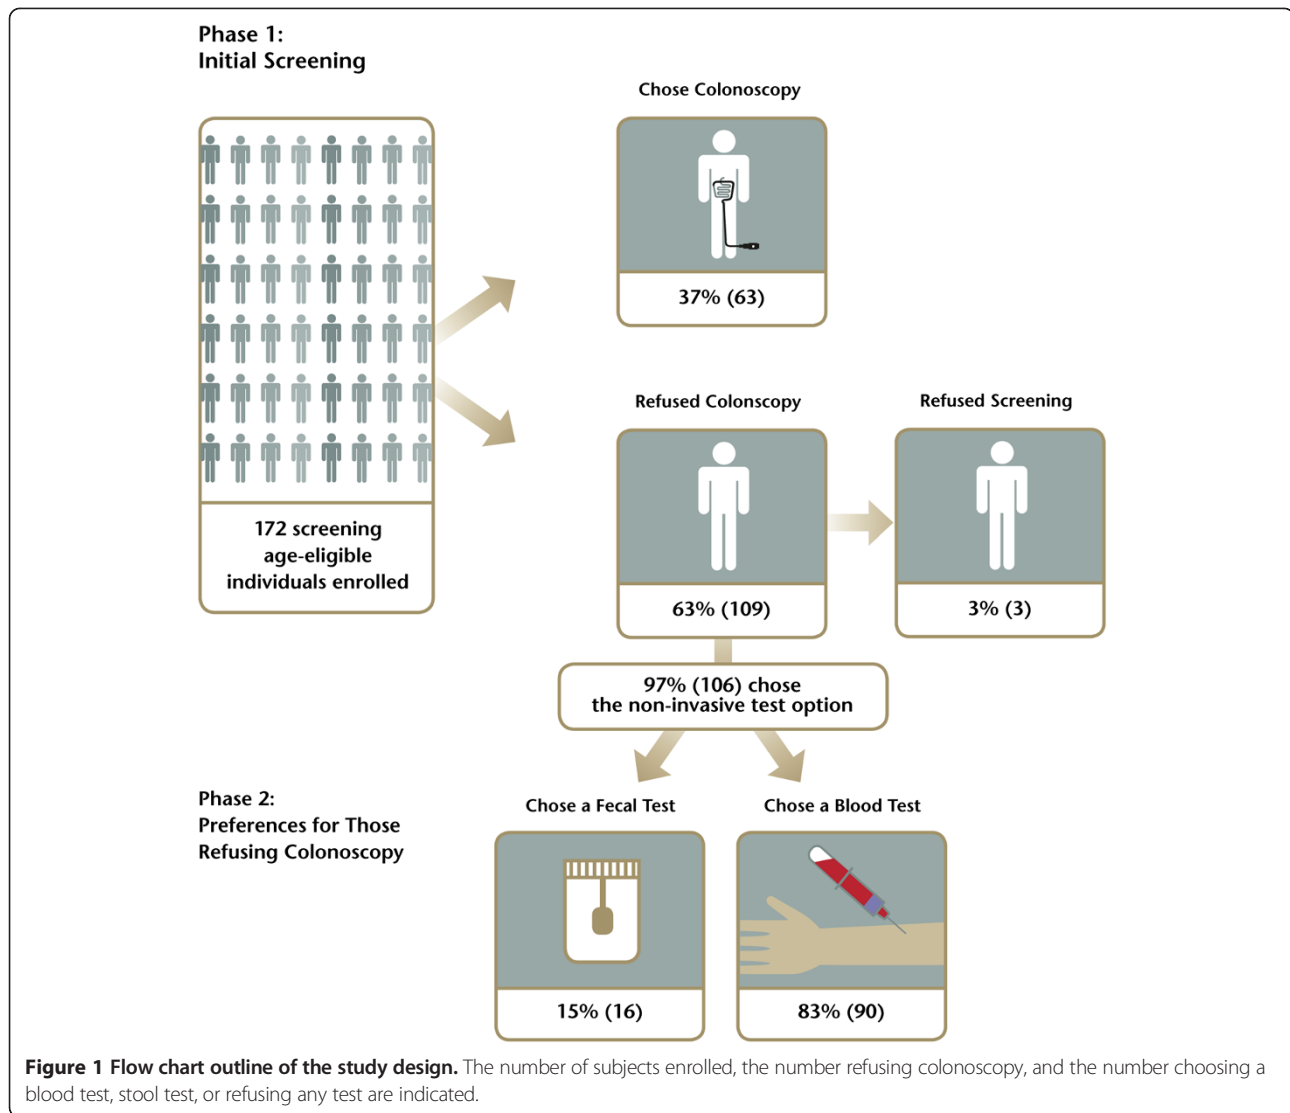 Phase 1:
Initial Screening
Chose Colonoscopy
37% (63)
172 screening
age-eligible
individuals enrolled
Refused Colonscopy
Refused Screening
63% (109)
3% (3)
97% (106) chose
the non-invasive test option
Phase 2:
Preferences for Those
Refusing Colonoscopy
Chose a Fecal Test
Chose a Blood Test
15% (16)
83% (90)
Figure 1 Flow chart outline of the study design. The number of subjects enrolled, the number refusing colonoscopy, and the number choosing a
blood test, stool test, or refusing any test are indicated.